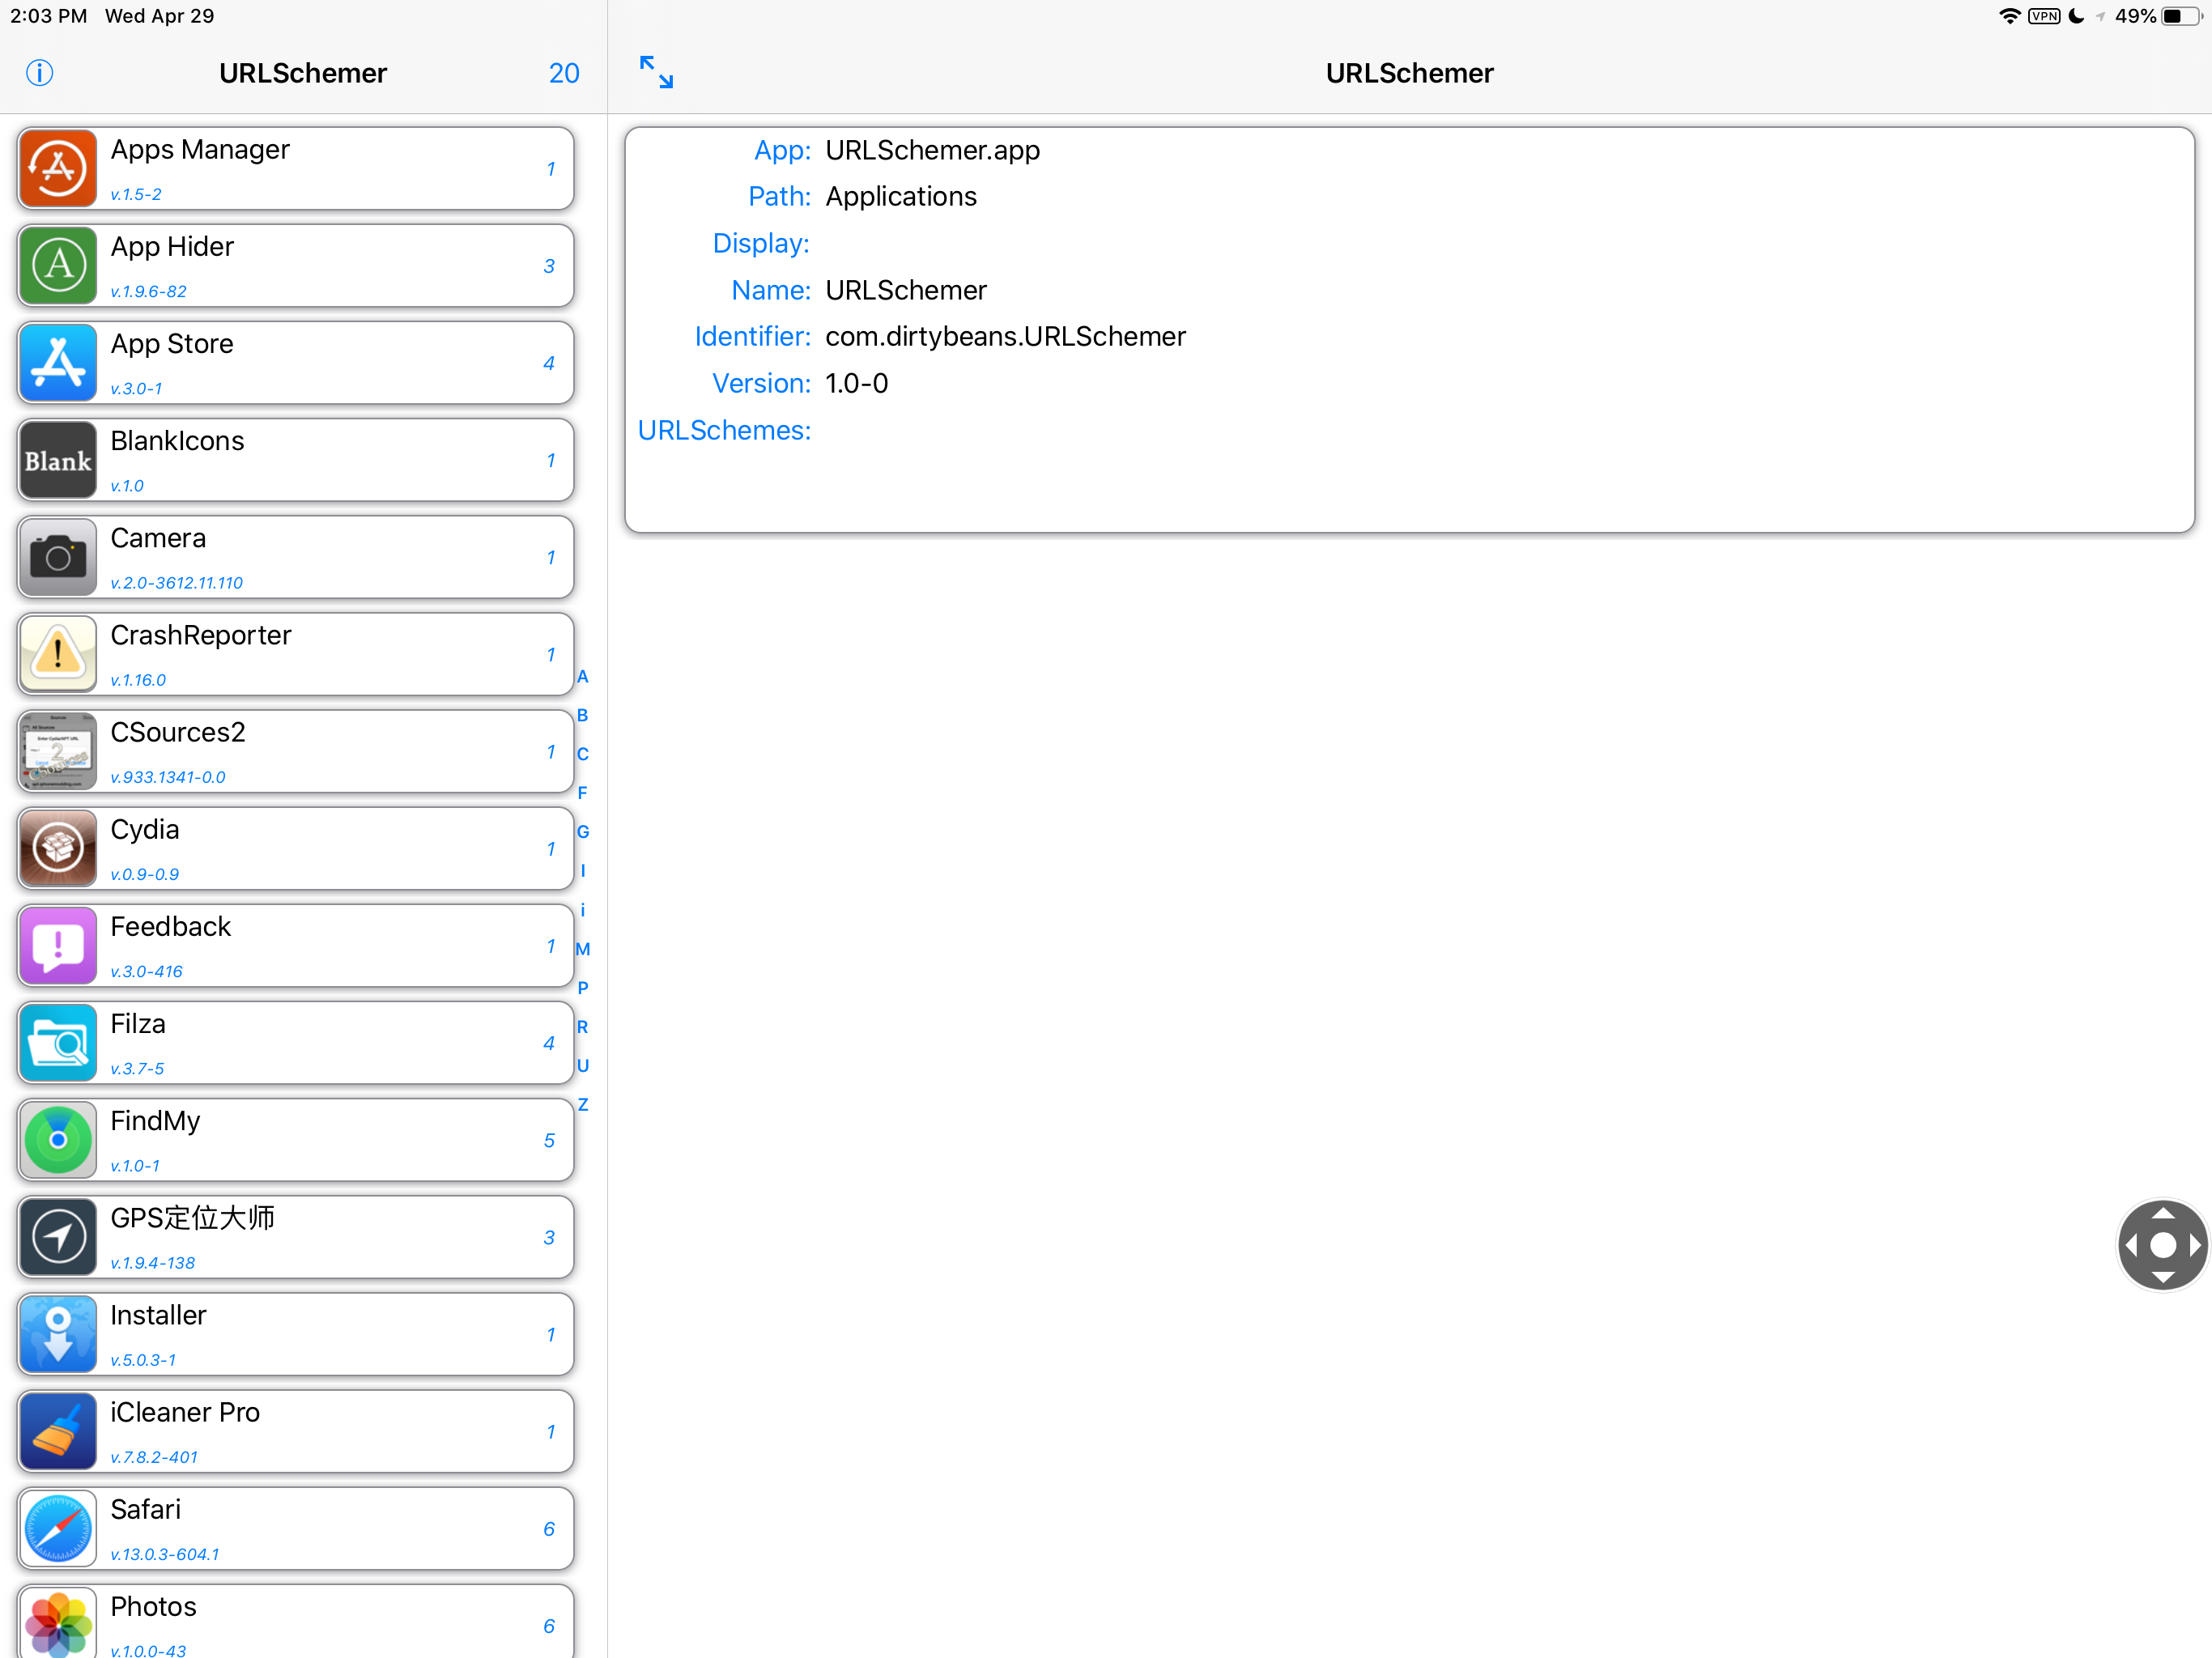 2:03 PM Wed Apr 29
VPN 49%
URLSchemer 20
Apps Manager
v.1.5-2
1
App Hider
v.1.9.6-82
3
App Store
v.3.0-1
4
Blank
BlankIcons
v.1.0
1
Camera
v.2.0-3612.11.110
1
CrashReporter
v.1.16.0
1
CSources2
v.933.1341-0.0
1
Cydia
v.0.9-0.9
1
Feedback
v.3.0-416
1
Filza
v.3.7-5
4
FindMy
v.1.0-1
5
GPS定位大师
v.1.9.4-138
3
Installer
v.5.0.3-1
1
iCleaner Pro
v.7.8.2-401
1
Safari
v.13.0.3-604.1
6
Photos
v.1.0.0-43
6
A
B
C
F
G
I
i
M
P
R
U
Z
URLSchemer
App: URLSchemer.app
Path: Applications
Display:
Name: URLSchemer
Identifier: com.dirtybeans.URLSchemer
Version: 1.0-0
URLSchemes: